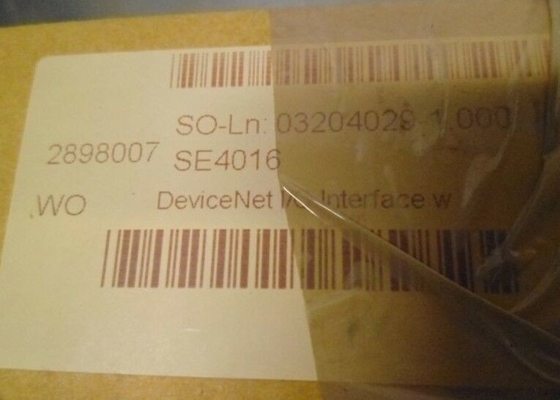 SO-Ln: 03204029-1.000
2898007 SE4016
WO DeviceNet I/O Interface w